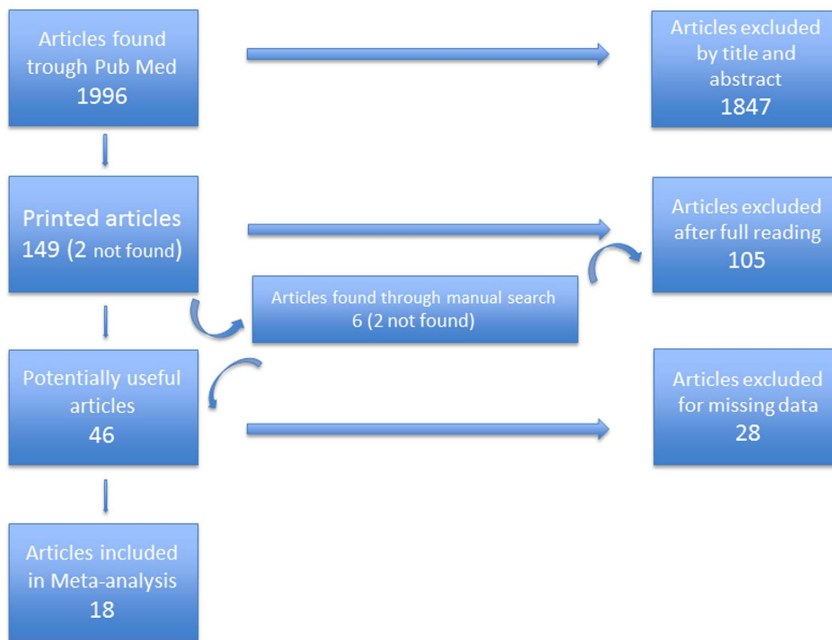 Articles found
trough Pub Med
1996
Articles excluded
by title and
abstract
1847
Printed articles
149 (2 not found)
Articles excluded
after full reading
105
Articles found through manual search
6 (2 not found)
Potentially useful
articles
46
Articles excluded
for missing data
28
Articles included
in Meta-analysis
18